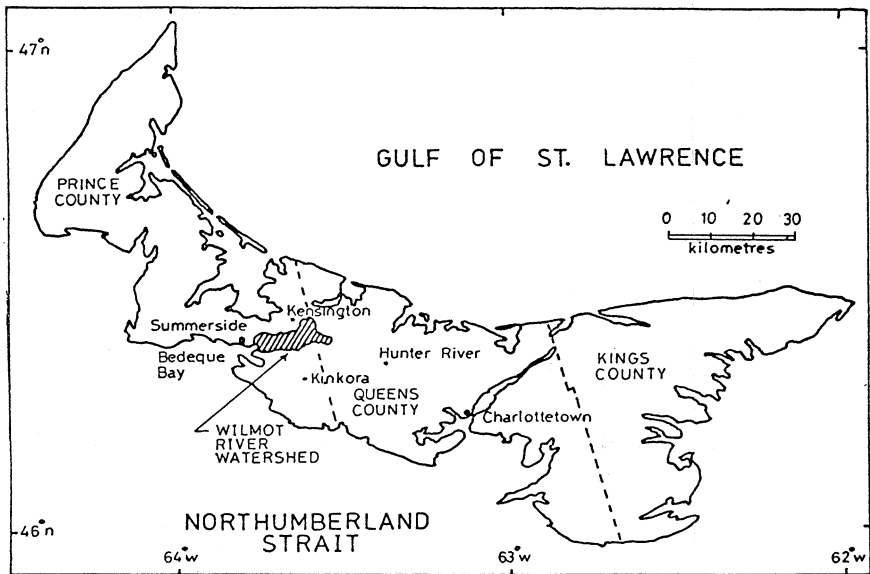 47°n
GULF OF ST. LAWRENCE
PRINCE
COUNTY
0 10 20 30
kilometres
Kensington
Summerside
Bedeque
Bay
Hunter River
KINGS
COUNTY
Kinkora
QUEENS
COUNTY
Charlottetown
WILMOT
RIVER
WATERSHED
NORTHUMBERLAND
STRAIT
46°n
64°w
63°w
62°w